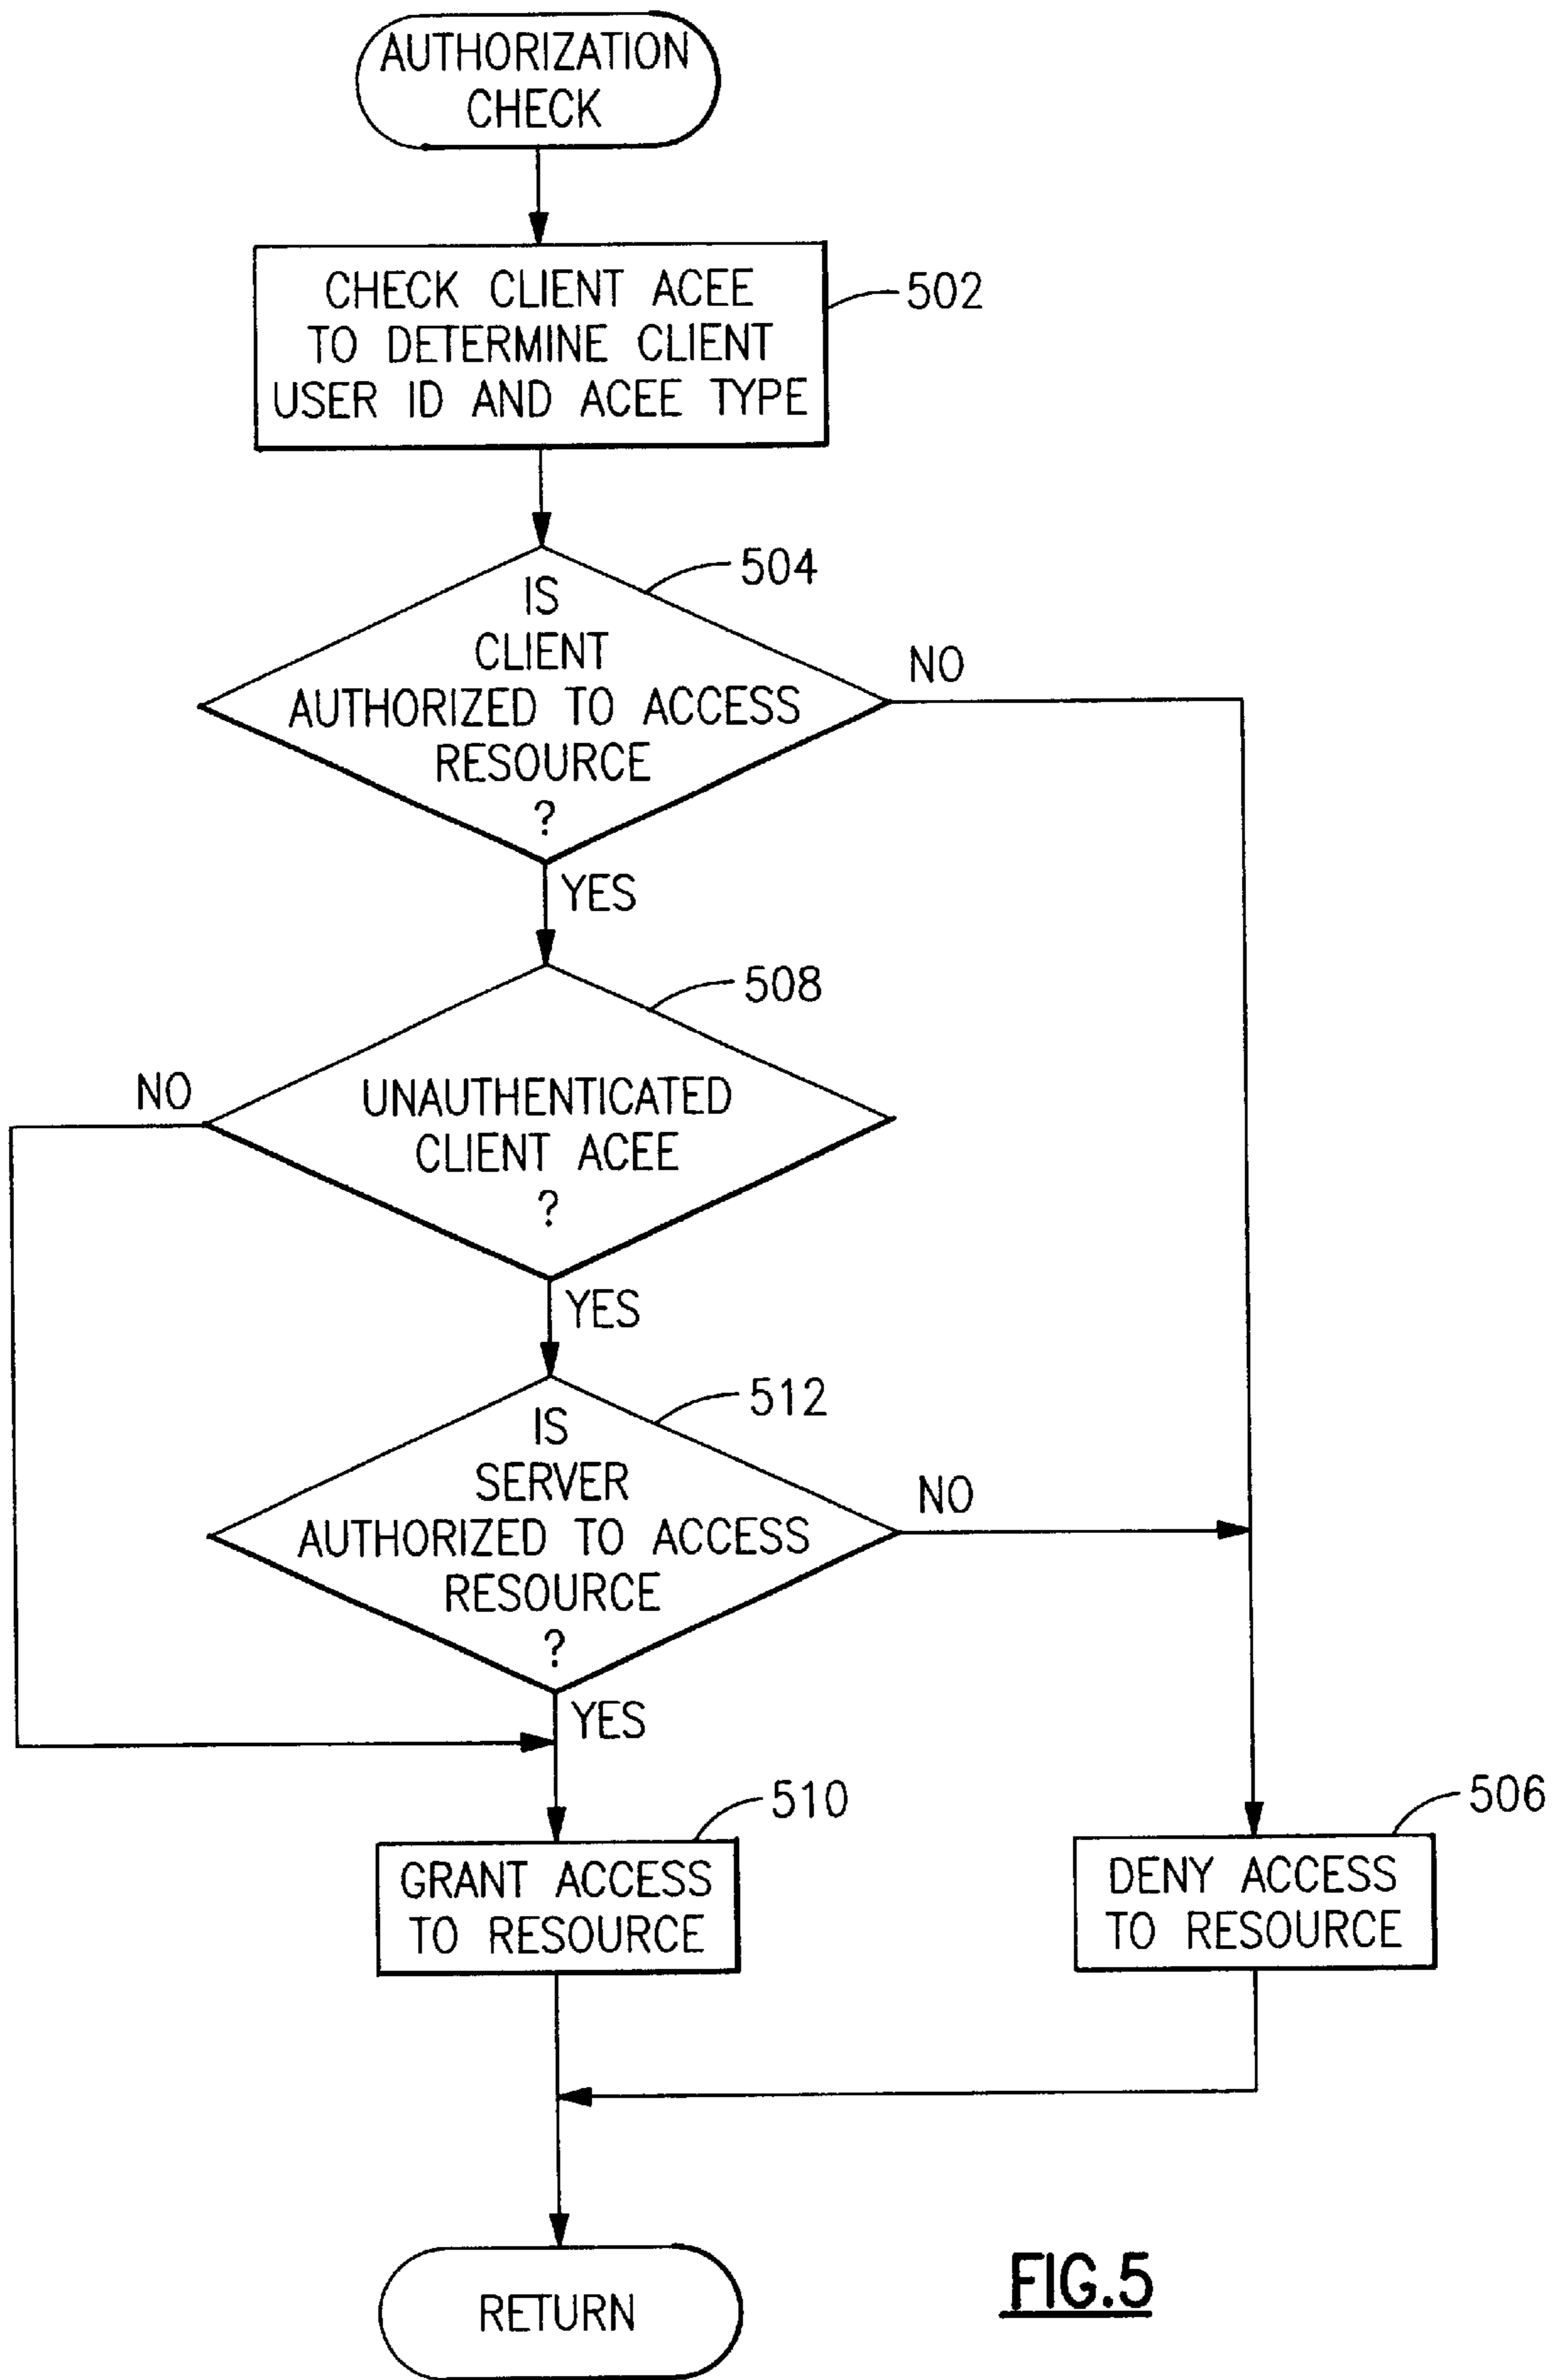 AUTHORIZATION
CHECK
CHECK CLIENT ACEE
TO DETERMINE CLIENT
USER ID AND ACEE TYPE
502
IS
CLIENT
AUTHORIZED TO ACCESS
RESOURCE
?
504
NO
YES
508
UNAUTHENTICATED
CLIENT ACEE
?
NO
YES
512
IS
SERVER
AUTHORIZED TO ACCESS
RESOURCE
?
NO
YES
510
GRANT ACCESS
TO RESOURCE
506
DENY ACCESS
TO RESOURCE
RETURN
FIG.5